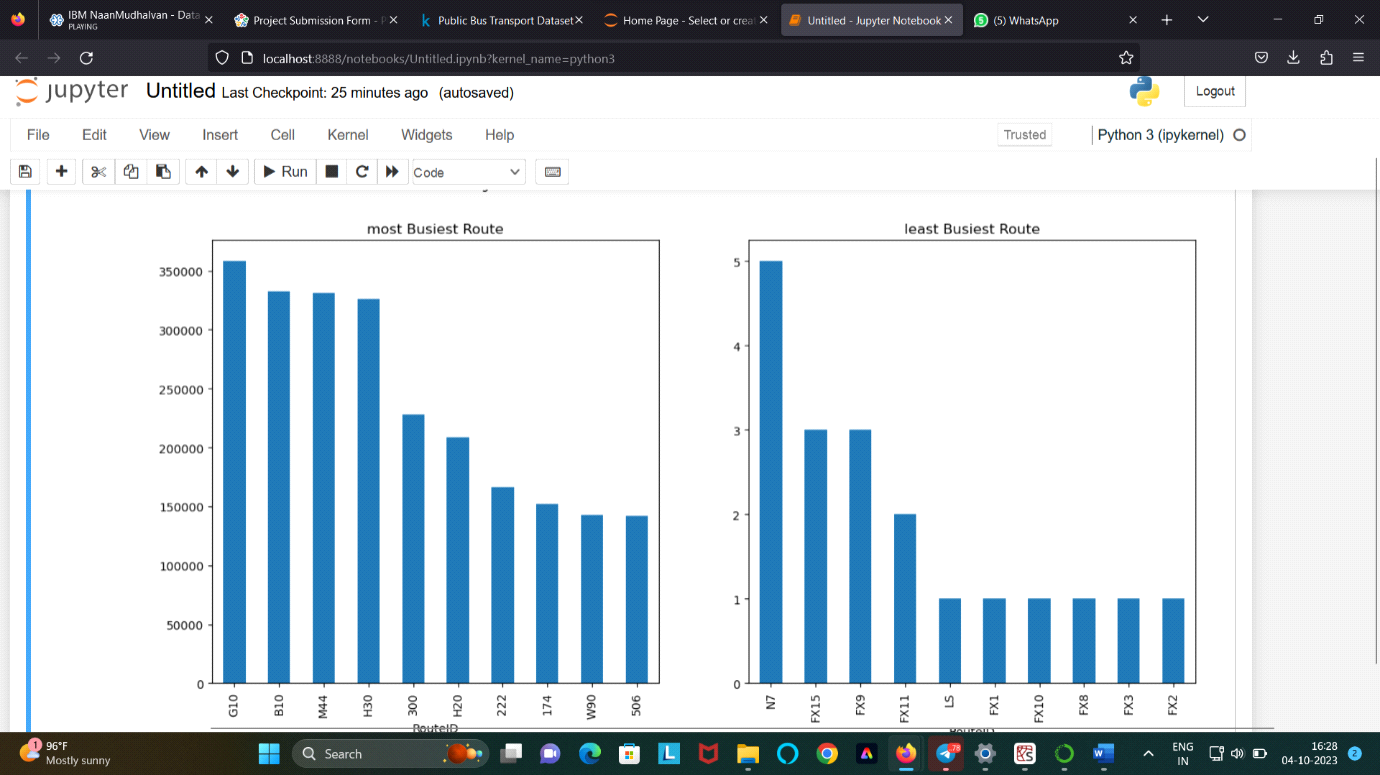 IBM NaanMudhalvan - Data
PLAYING
Project Submission Form - P
Public Bus Transport Dataset
Home Page - Select or creat
Untitled - Jupyter Notebook
(5) WhatsApp
localhost:8888/notebooks/Untitled.ipynb?kernel_name=python3
jupyter Untitled Last Checkpoint: 25 minutes ago (autosaved)
Logout
File Edit View Insert Cell Kernel Widgets Help
Trusted
Python 3 (ipykernel)
Run
Code
most Busiest Route
350000
300000
250000
200000
150000
100000
50000
0
G10 B10 M44 H30 300 H20 222 174 W90 506
RouteID
least Busiest Route
5
4
3
2
1
0
N7 FX15 FX9 FX11 LS FX1 FX10 FX8 FX3 FX2
RouteID
1
96°F
Mostly sunny
Search
78
ENG
IN
16:28
04-10-2023
2